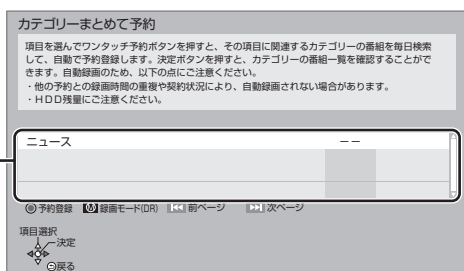 カテゴリーまとめて予約
項目を選んでワンタッチ予約ボタンを押すと、その項目に関連するカテゴリーの番組を毎日検索
して、自動で予約登録します。決定ボタンを押すと、カテゴリーの番組一覧を確認することがで
きます。自動録画のため、以下の点にご注意ください。
・他の予約との録画時間の重複や契約状況により、自動録画されない場合があります。
・HDD残量にご注意ください。
ニュース −−
予約登録 録画モード(DR) 前ページ 次ページ
項目選択
決定
戻る